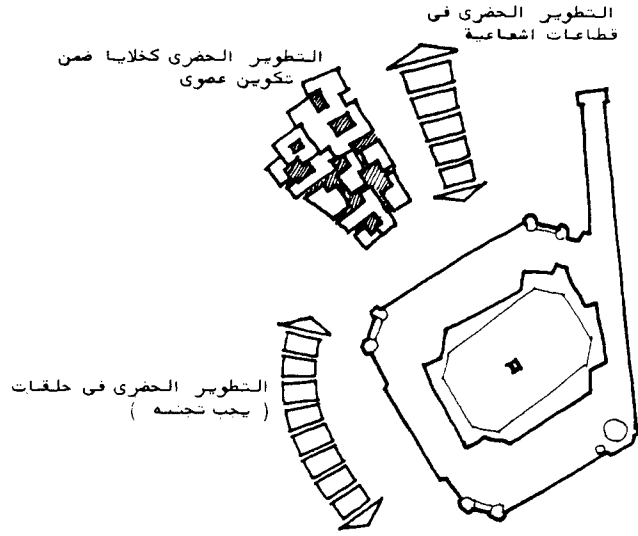 التطوير الحضرى فى
قطاعات اشعاعية
التطوير الحضرى كخلايا ضمن
تكوين عضوى
التطوير الحضرى فى حلقات
( يجب تجنبه )